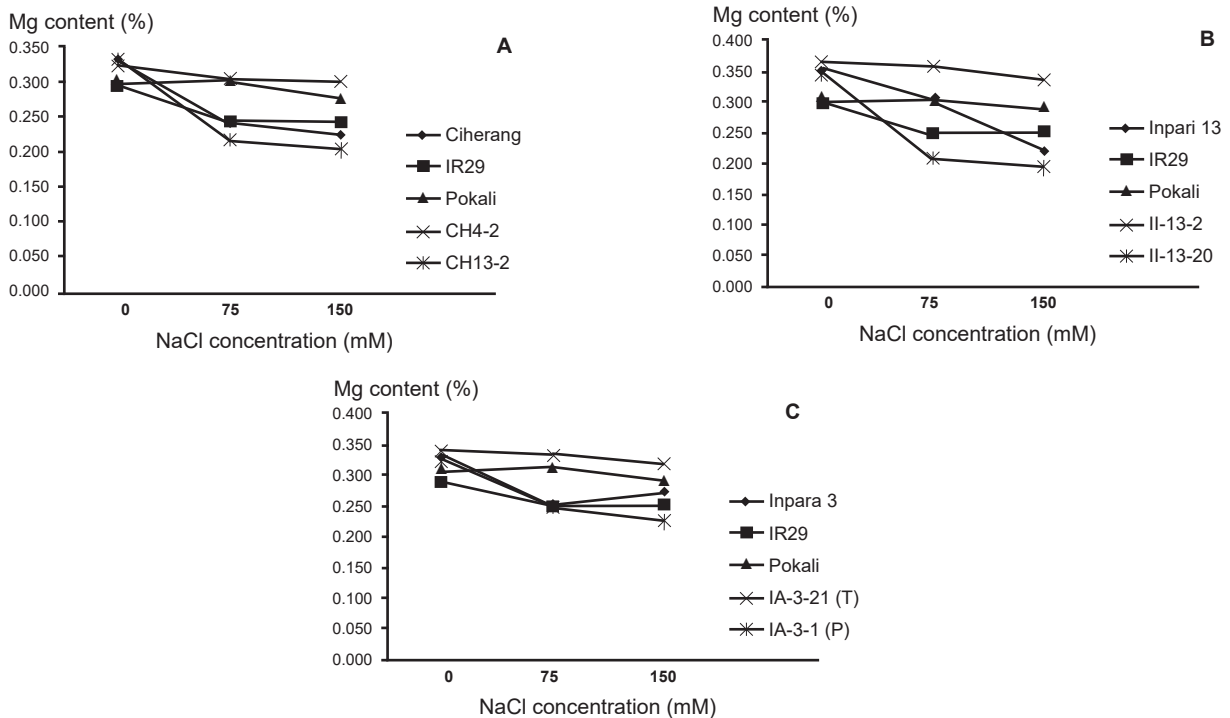 Mg content (%)
A
0.350
0.300
0.250
0.200
0.150
0.100
0.050
0.000
0 75 150
NaCl concentration (mM)
Ciherang
IR29
Pokali
CH4-2
CH13-2
Mg content (%)
B
0.400
0.350
0.300
0.250
0.200
0.150
0.100
0.050
0.000
0 75 150
NaCl concentration (mM)
Inpari 13
IR29
Pokali
II-13-2
II-13-20
Mg content (%)
C
0.400
0.350
0.300
0.250
0.200
0.150
0.100
0.050
0.000
0 75 150
NaCl concentration (mM)
Inpara 3
IR29
Pokali
IA-3-21 (T)
IA-3-1 (P)